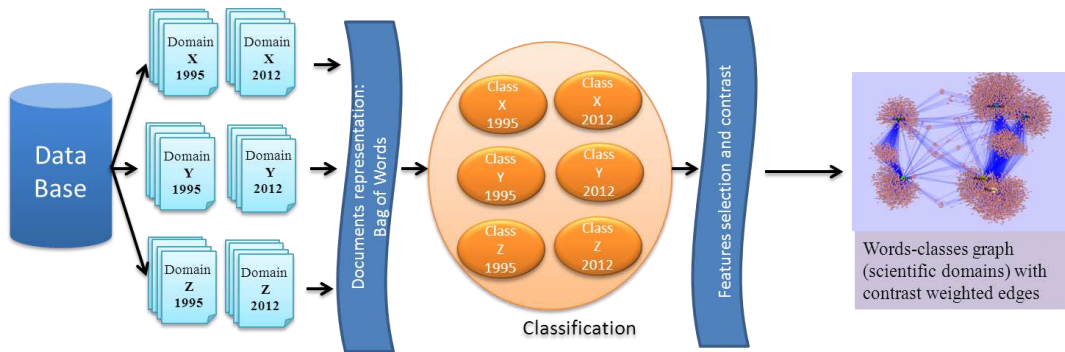 Data
Base
Domain
X
1995
Domain
X
2012
Domain
Y
1995
Domain
Y
2012
Domain
Z
1995
Domain
Z
2012
Documents representation:
Bag of Words
Class
X
1995
Class
X
2012
Class
Y
1995
Class
Y
2012
Class
Z
1995
Class
Z
2012
Classification
Features selection and contrast
Words-classes graph
(scientific domains) with
contrast weighted edges